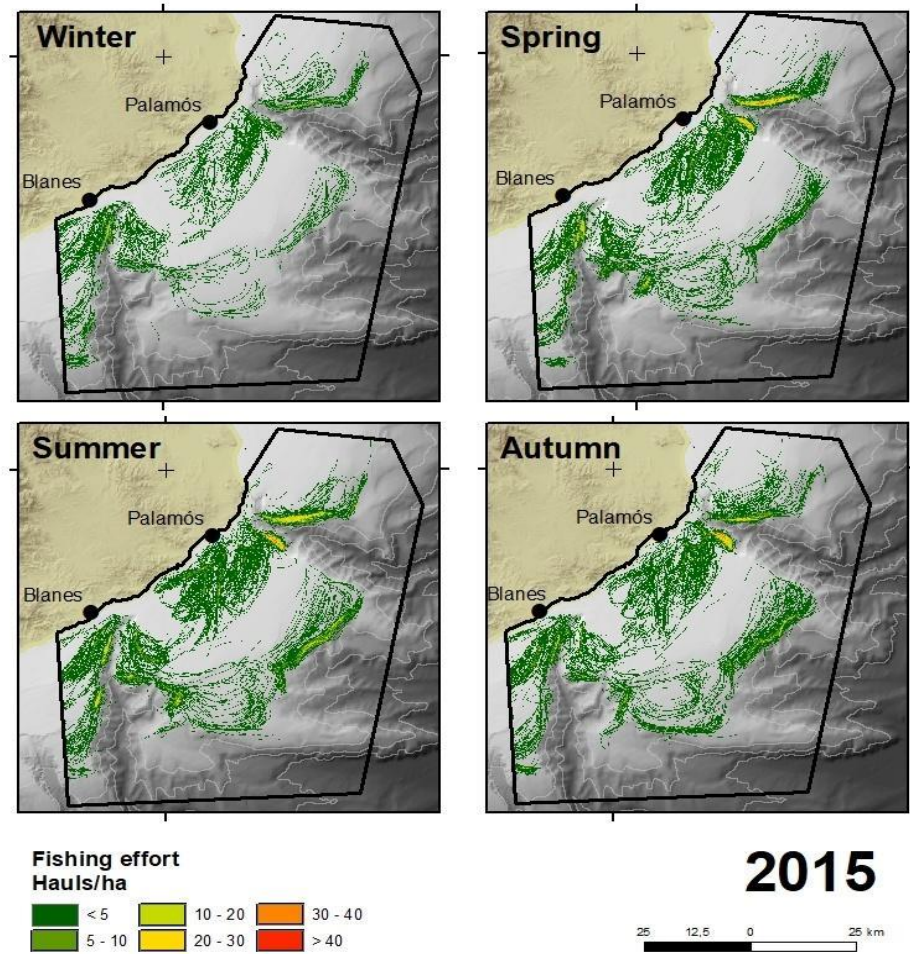 Winter
Palamós
Blanes
Spring
Palamós
Blanes
Summer
Palamós
Blanes
Autumn
Palamós
Blanes
Fishing effort
Hauls/ha
< 5
10 - 20
30 - 40
5 - 10
20 - 30
> 40
2015
25 12,5 0 25 km